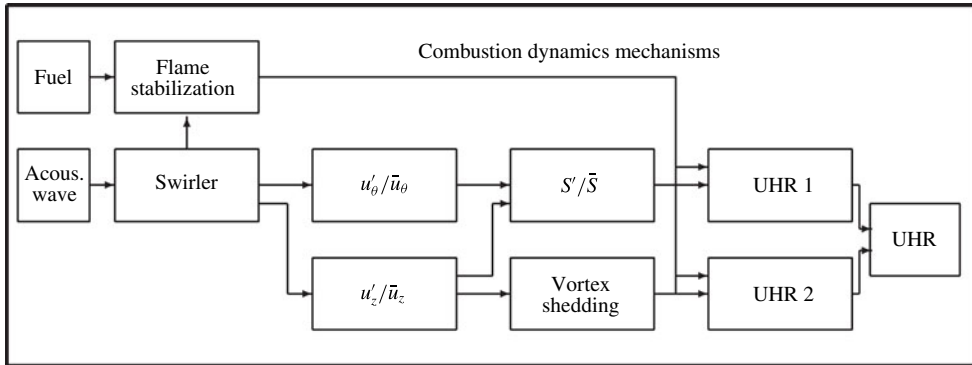 Combustion dynamics mechanisms
Fuel
Flame
stabilization
Acous.
wave
Swirler
u′θ/ūθ
S′/S̄
UHR 1
UHR
u′z/ūz
Vortex
shedding
UHR 2